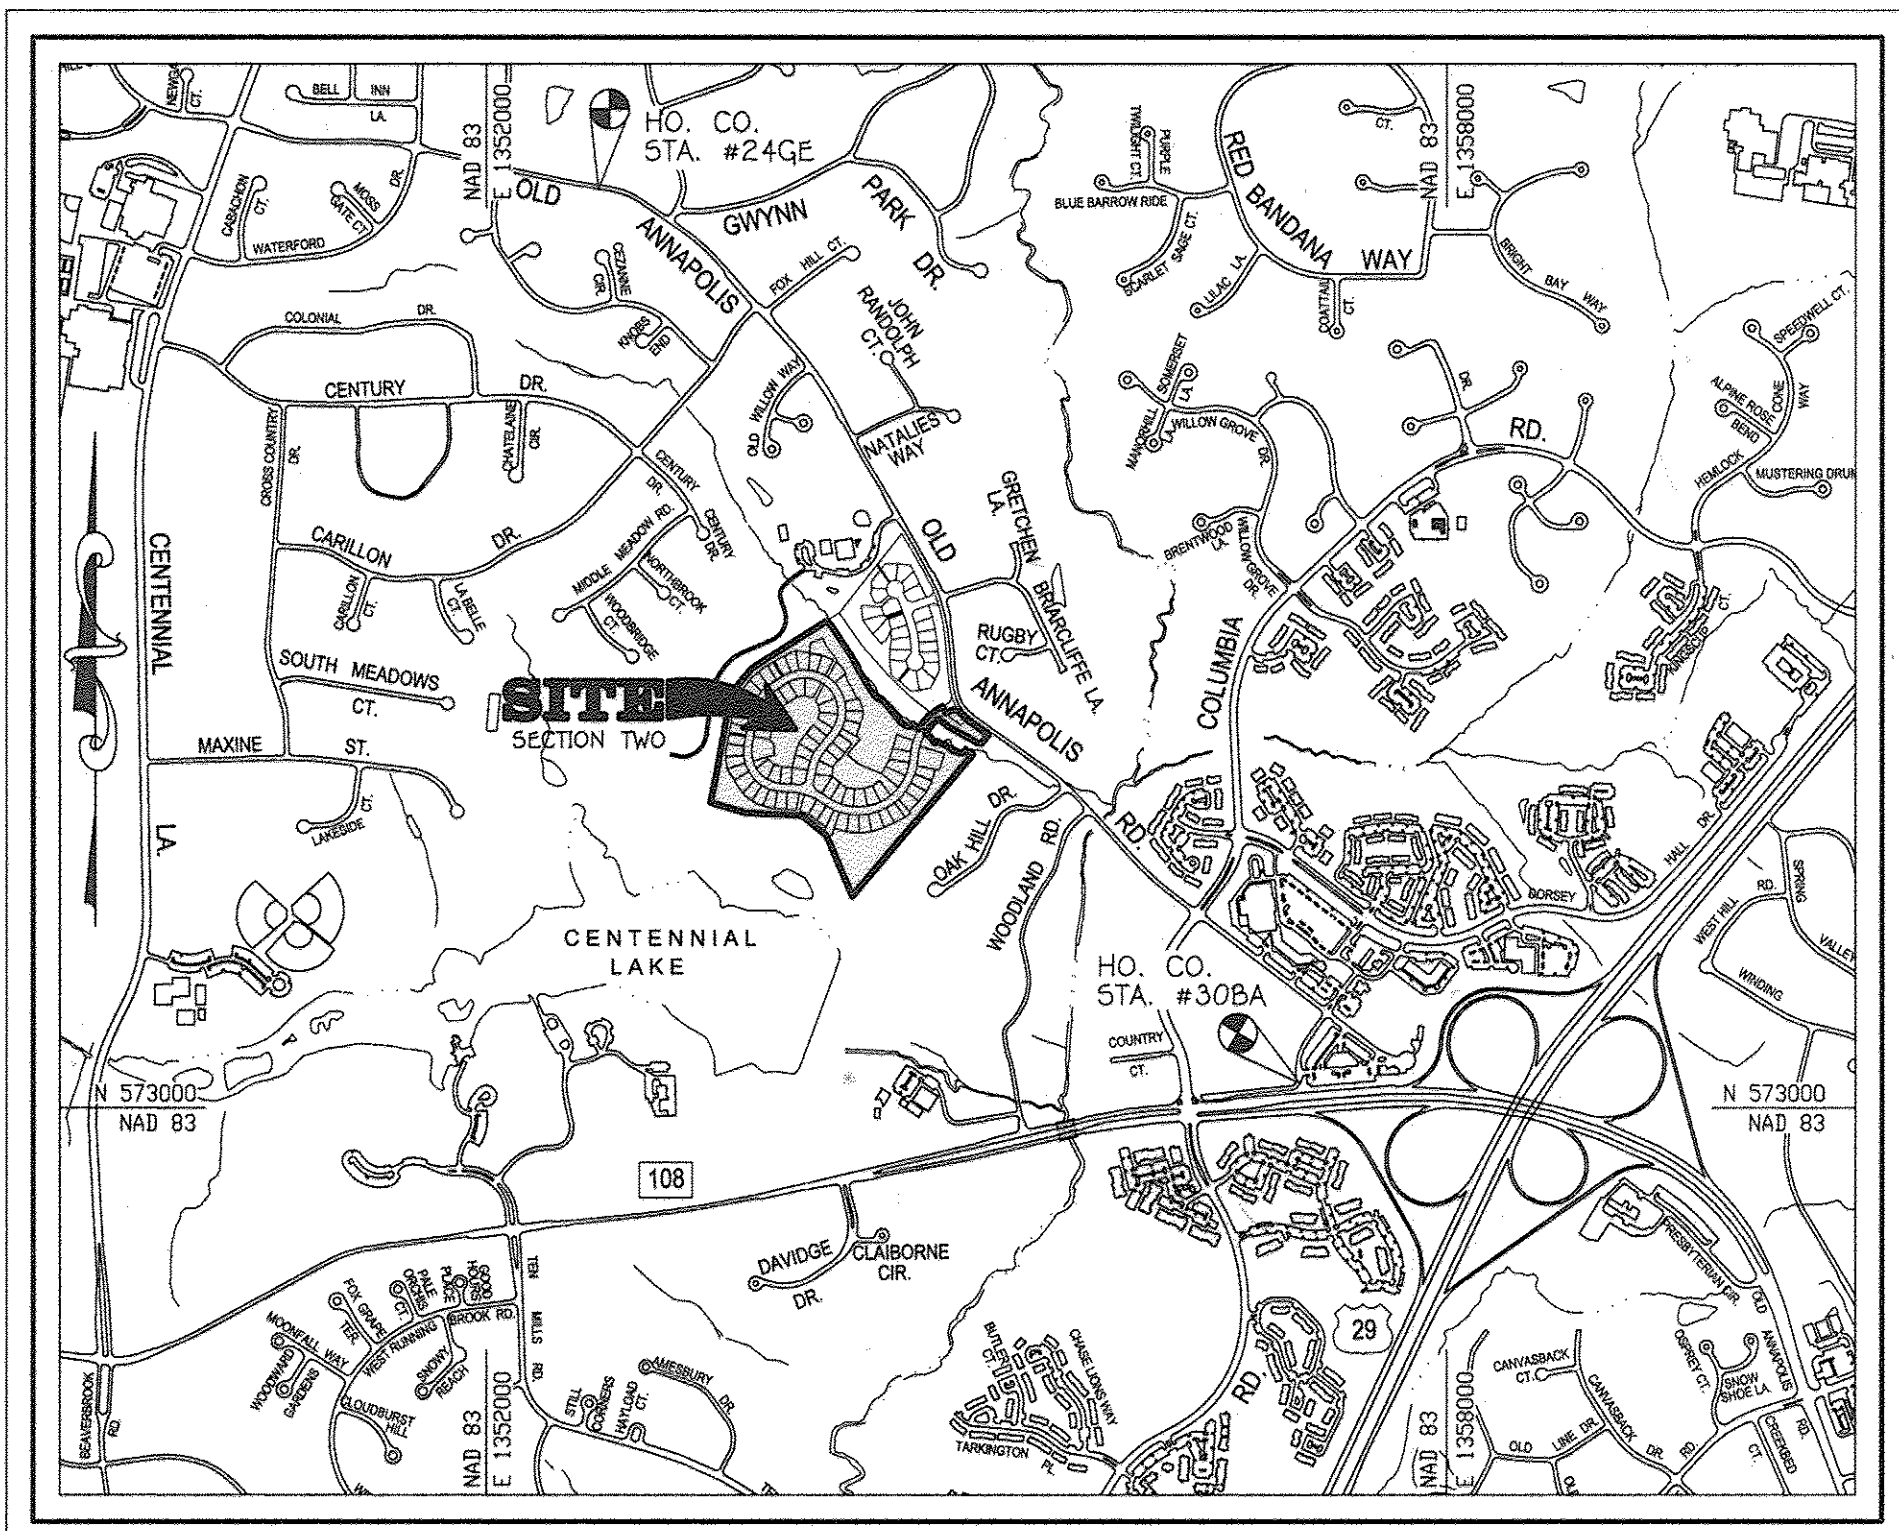 NEWGA
CT.
BELL INN
LA.
NAD 83
E 1352000
HO. CO.
STA. #24GE
OLD
ANNAPOLIS
GWYNN
PARK
DR.
PURPLE
TWILIGHT CT.
BLUE BARROW RIDE
SCARLET SAGE CT.
LILAC LA.
RED BANDANA
WAY
COATTAIL
CT.
CT.
NAD 83
E 1358000
BRIGHT BAY WAY
CABACHON
CT.
MOSS
GATE CT.
DR.
WATERFORD
CEZANNE
CIR.
KNOBS
END
FOX HILL CT.
JOHN
RANDOLPH
CT.
COLONIAL DR.
CENTURY DR.
CROSS COUNTRY
DR.
CHATELAINE
CIR.
OLD WILLOW WAY
NATALIES
WAY
SOMERSET
LA.
MANORHILL
LA.
WILLOW GROVE
DR.
DR.
RD.
SPEEDWELL CT.
ALPINE ROSE
BEND
CONE
WAY
HEMLOCK
MUSTERING DRUM
CENTURY
DR.
CENTURY
DR.
CENTENNIAL
LA.
CARILLON DR.
CARILLON
CT.
LA BELLE
CT.
MIDDLE MEADOW RD.
NORTHBROOK
CT.
WOODBRIDGE
CT.
OLD
GRETCHEN
LA.
BRIARCLIFFE LA.
RUGBY
CT.
BRENTWOOD
LA.
WILLOW GROVE
DR.
COLUMBIA
KINGSCUP
CT.
SOUTH MEADOWS
CT.
SITE
SECTION TWO
ANNAPOLIS
RD.
MAXINE ST.
LAKESIDE
CT.
OAK HILL DR.
WOODLAND RD.
DORSEY
HALL
DR.
WEST HILL
RD.
SPRING
VALLEY
WINDING
CENTENNIAL
LAKE
HO. CO.
STA. #30BA
COUNTRY
CT.
N 573000
NAD 83
N 573000
NAD 83
108
DAVIDGE
DR.
CLAIBORNE
CIR.
TEN MILLS RD.
GOOD
HOURS
PLACE
PALE
ORCHIS
CT.
FOX GRAPE
TER.
WEST RUNNING
BROOK RD.
MOONFALL WAY
WOODWARD
GARDENS
SNOWY
REACH
CLOUDBURST
HILL
BEAVERBROOK
RD.
NAD 83
E 1352000
STILL
CORNERS
HAYLOAD
CT.
AMESBURY
DR.
BUTLER
CT.
CHASE LIONS WAY
TARKINGTON
PL.
RD.
29
PRESBYTERIAN CIR.
OLD
ANNAPOLIS
RD.
OSPREY CT.
SNOW
SHOE LA.
CANVASBACK
CT.
CANVASBACK
DR.
NAD 83
E 1358000
OLD LINE DR.
RD.
CREEKBED
CT.